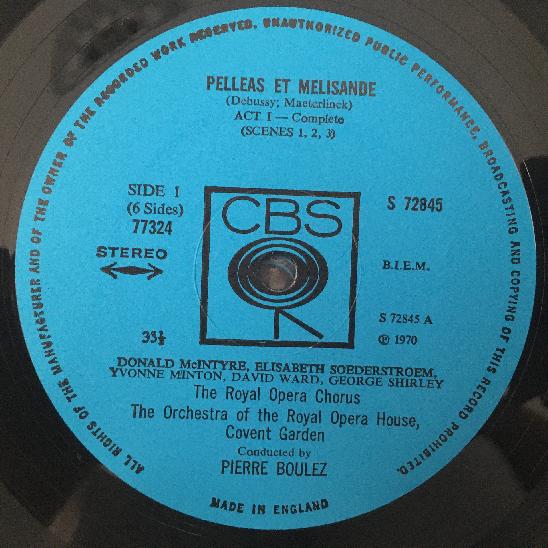 ALL RIGHTS OF THE MANUFACTURER AND OF THE OWNER OF THE RECORDED WORK RESERVED. UNAUTHORIZED PUBLIC PERFORMANCE, BROADCASTING AND COPYING OF THIS RECORD PROHIBITED.
PELLEAS ET MELISANDE
(Debussy; Maeterlinck)
ACT I — Complete
(SCENES 1, 2, 3)
SIDE 1
(6 Sides)
77324
STEREO
33⅓
CBS
S 72845
B.I.E.M.
S 72845 A
℗ 1970
DONALD McINTYRE, ELISABETH SOEDERSTROEM,
YVONNE MINTON, DAVID WARD, GEORGE SHIRLEY
The Royal Opera Chorus
The Orchestra of the Royal Opera House,
Covent Garden
Conducted by
PIERRE BOULEZ
MADE IN ENGLAND